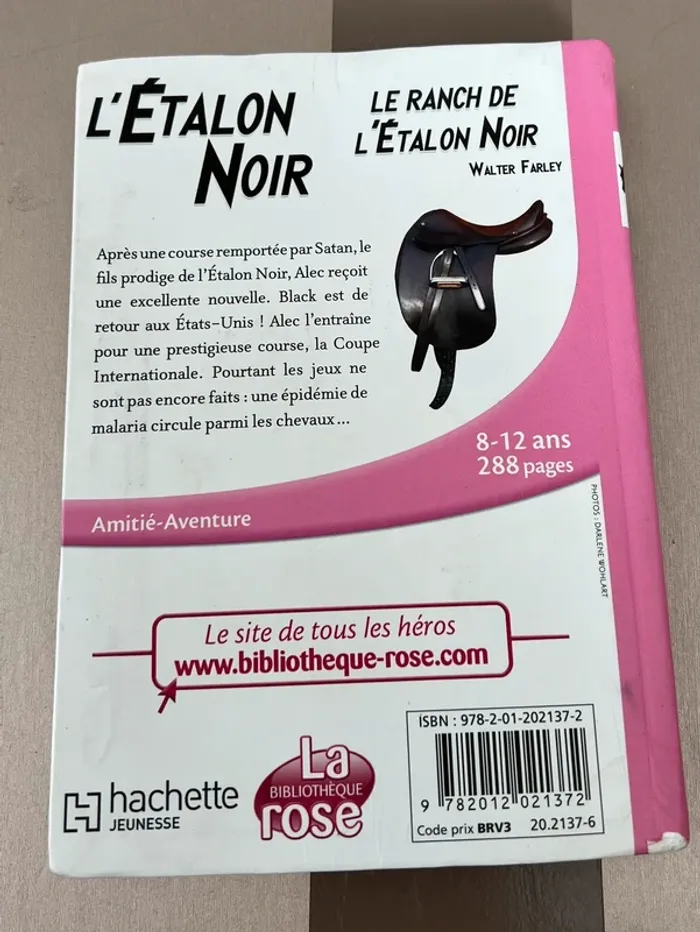 L'ÉTALON
NOIR
LE RANCH DE
L'ÉTALON NOIR
WALTER FARLEY
Après une course remportée par Satan, le
fils prodige de l'Étalon Noir, Alec reçoit
une excellente nouvelle. Black est de
retour aux États-Unis ! Alec l'entraîne
pour une prestigieuse course, la Coupe
Internationale. Pourtant les jeux ne
sont pas encore faits : une épidémie de
malaria circule parmi les chevaux...
8-12 ans
288 pages
Amitié-Aventure
PHOTOS : DARLENE WOHLART
Le site de tous les héros
www.bibliotheque-rose.com
hachette
JEUNESSE
La
BIBLIOTHÈQUE
rose
ISBN : 978-2-01-202137-2
9 782012 021372
Code prix BRV3 20.2137-6